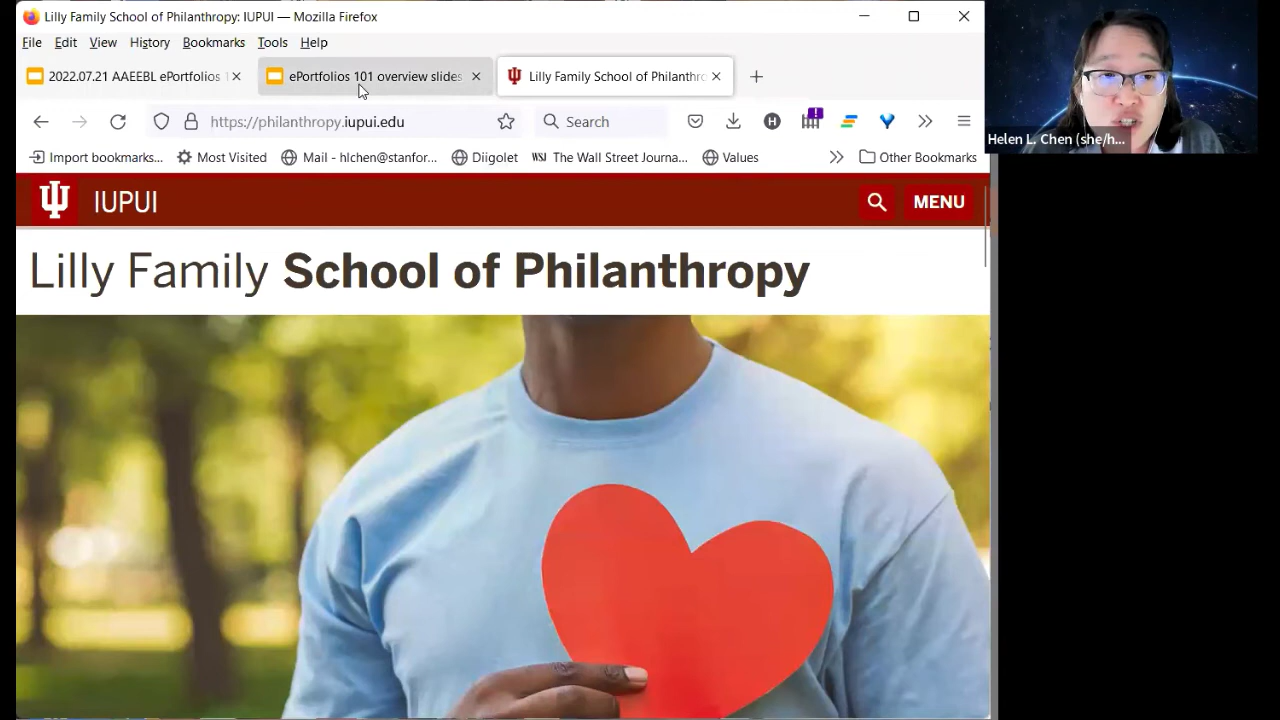 Lilly Family School of Philanthropy: IUPUI — Mozilla Firefox
File Edit View History Bookmarks Tools Help
2022.07.21 AAEEBL ePortfolios ePortfolios 101 overview slides Lilly Family School of Philanthro
https://philanthropy.iupui.edu Search H
Import bookmarks... Most Visited Mail - hlchen@stanfor... Diigolet WSJ The Wall Street Journa... Values Other Bookmarks
Helen L. Chen (she/h...
IUPUI MENU
Lilly Family School of Philanthropy